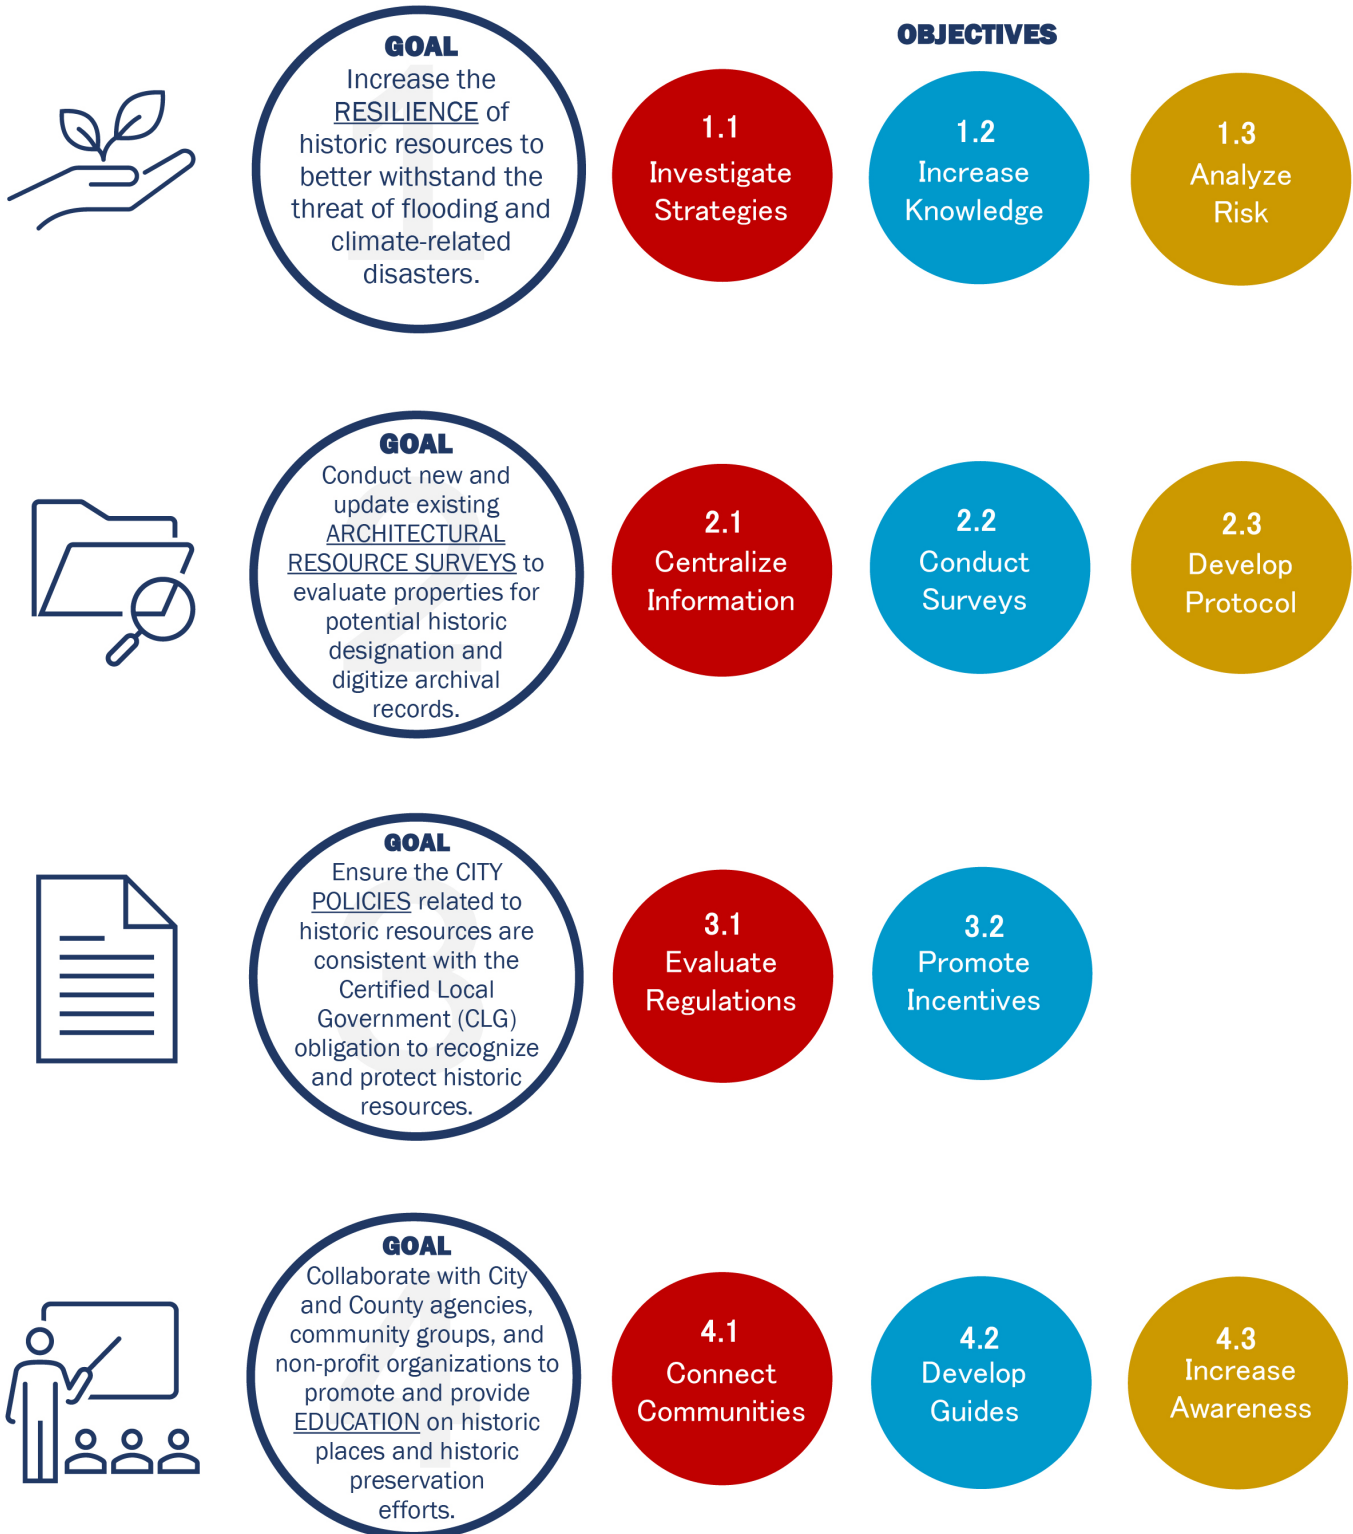 OBJECTIVES
GOAL
1
Increase the
RESILIENCE of
historic resources to
better withstand the
threat of flooding and
climate-related
disasters.
1.1
Investigate
Strategies
1.2
Increase
Knowledge
1.3
Analyze
Risk
GOAL
2
Conduct new and
update existing
ARCHITECTURAL
RESOURCE SURVEYS to
evaluate properties for
potential historic
designation and
digitize archival
records.
2.1
Centralize
Information
2.2
Conduct
Surveys
2.3
Develop
Protocol
GOAL
3
Ensure the CITY
POLICIES related to
historic resources are
consistent with the
Certified Local
Government (CLG)
obligation to recognize
and protect historic
resources.
3.1
Evaluate
Regulations
3.2
Promote
Incentives
GOAL
4
Collaborate with City
and County agencies,
community groups, and
non-profit organizations to
promote and provide
EDUCATION on historic
places and historic
preservation
efforts.
4.1
Connect
Communities
4.2
Develop
Guides
4.3
Increase
Awareness